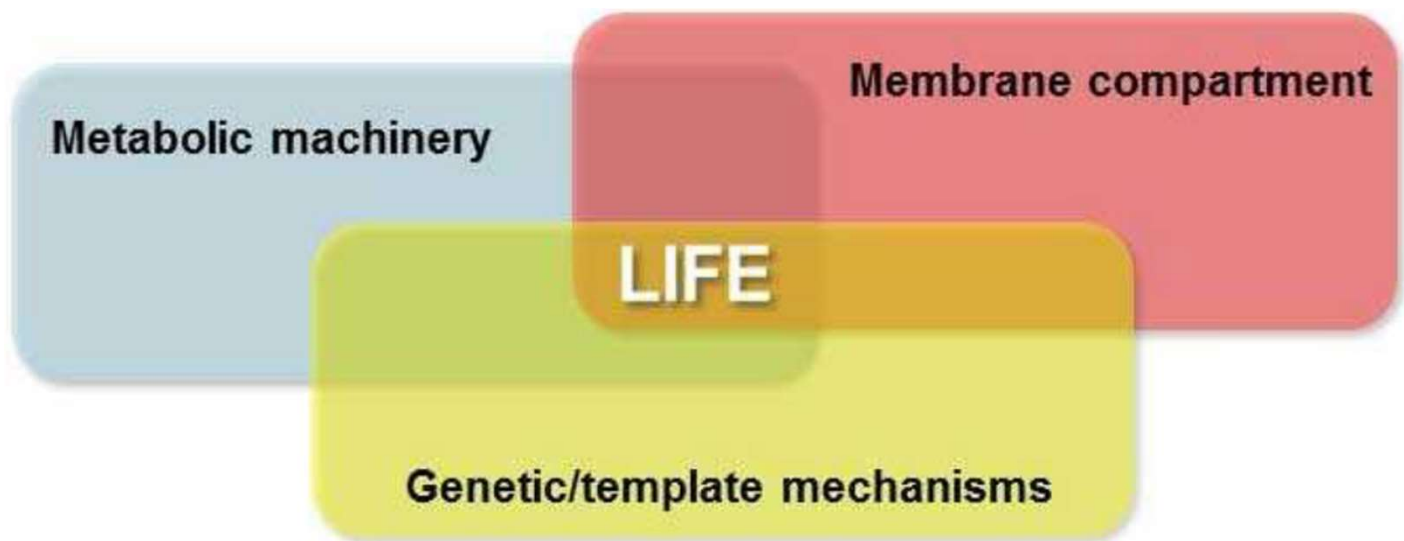 Membrane compartment
Metabolic machinery
LIFE
Genetic/template mechanisms